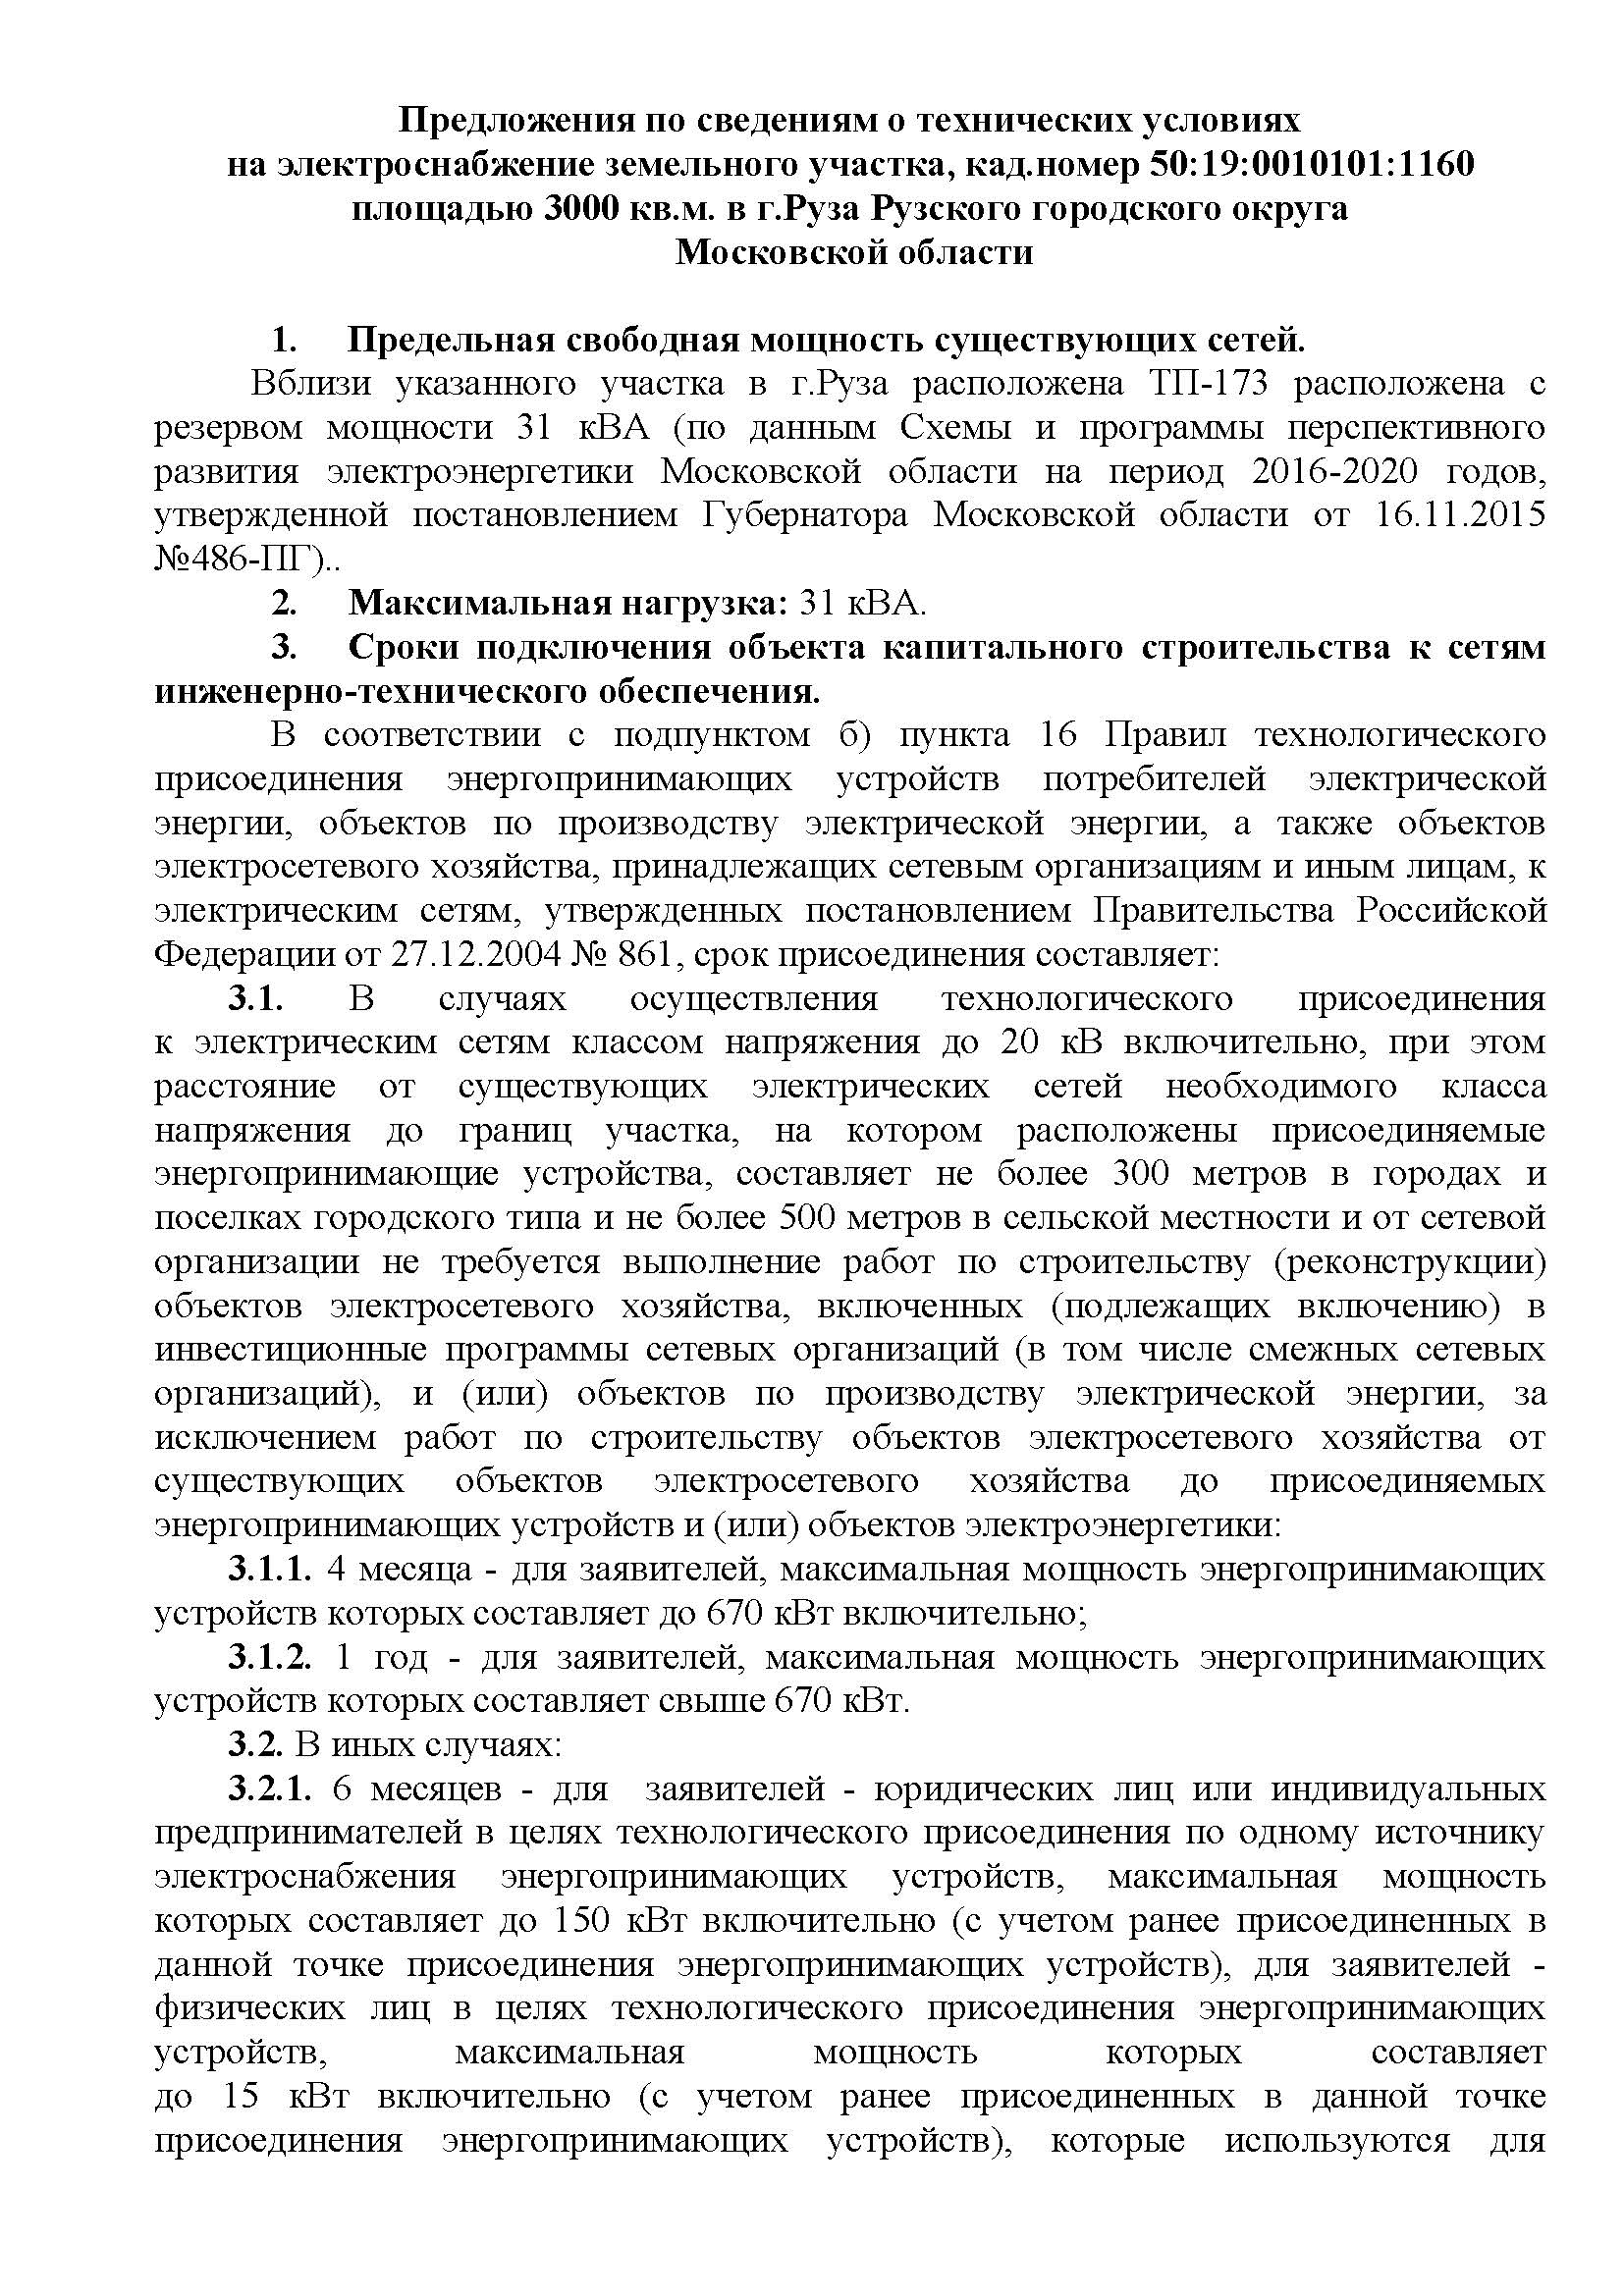 Предложения по сведениям о технических условиях
на электроснабжение земельного участка, кад.номер 50:19:0010101:1160
площадью 3000 кв.м. в г.Руза Рузского городского округа
Московской области
1. Предельная свободная мощность существующих сетей.
Вблизи указанного участка в г.Руза расположена ТП-173 расположена с
резервом мощности 31 кВА (по данным Схемы и программы перспективного
развития электроэнергетики Московской области на период 2016-2020 годов,
утвержденной постановлением Губернатора Московской области от 16.11.2015
№486-ПГ)..
2. Максимальная нагрузка: 31 кВА.
3. Сроки подключения объекта капитального строительства к сетям
инженерно-технического обеспечения.
В соответствии с подпунктом б) пункта 16 Правил технологического
присоединения энергопринимающих устройств потребителей электрической
энергии, объектов по производству электрической энергии, а также объектов
электросетевого хозяйства, принадлежащих сетевым организациям и иным лицам, к
электрическим сетям, утвержденных постановлением Правительства Российской
Федерации от 27.12.2004 № 861, срок присоединения составляет:
3.1. В случаях осуществления технологического присоединения
к электрическим сетям классом напряжения до 20 кВ включительно, при этом
расстояние от существующих электрических сетей необходимого класса
напряжения до границ участка, на котором расположены присоединяемые
энергопринимающие устройства, составляет не более 300 метров в городах и
поселках городского типа и не более 500 метров в сельской местности и от сетевой
организации не требуется выполнение работ по строительству (реконструкции)
объектов электросетевого хозяйства, включенных (подлежащих включению) в
инвестиционные программы сетевых организаций (в том числе смежных сетевых
организаций), и (или) объектов по производству электрической энергии, за
исключением работ по строительству объектов электросетевого хозяйства от
существующих объектов электросетевого хозяйства до присоединяемых
энергопринимающих устройств и (или) объектов электроэнергетики:
3.1.1. 4 месяца - для заявителей, максимальная мощность энергопринимающих
устройств которых составляет до 670 кВт включительно;
3.1.2. 1 год - для заявителей, максимальная мощность энергопринимающих
устройств которых составляет свыше 670 кВт.
3.2. В иных случаях:
3.2.1. 6 месяцев - для заявителей - юридических лиц или индивидуальных
предпринимателей в целях технологического присоединения по одному источнику
электроснабжения энергопринимающих устройств, максимальная мощность
которых составляет до 150 кВт включительно (с учетом ранее присоединенных в
данной точке присоединения энергопринимающих устройств), для заявителей -
физических лиц в целях технологического присоединения энергопринимающих
устройств, максимальная мощность которых составляет
до 15 кВт включительно (с учетом ранее присоединенных в данной точке
присоединения энергопринимающих устройств), которые используются для